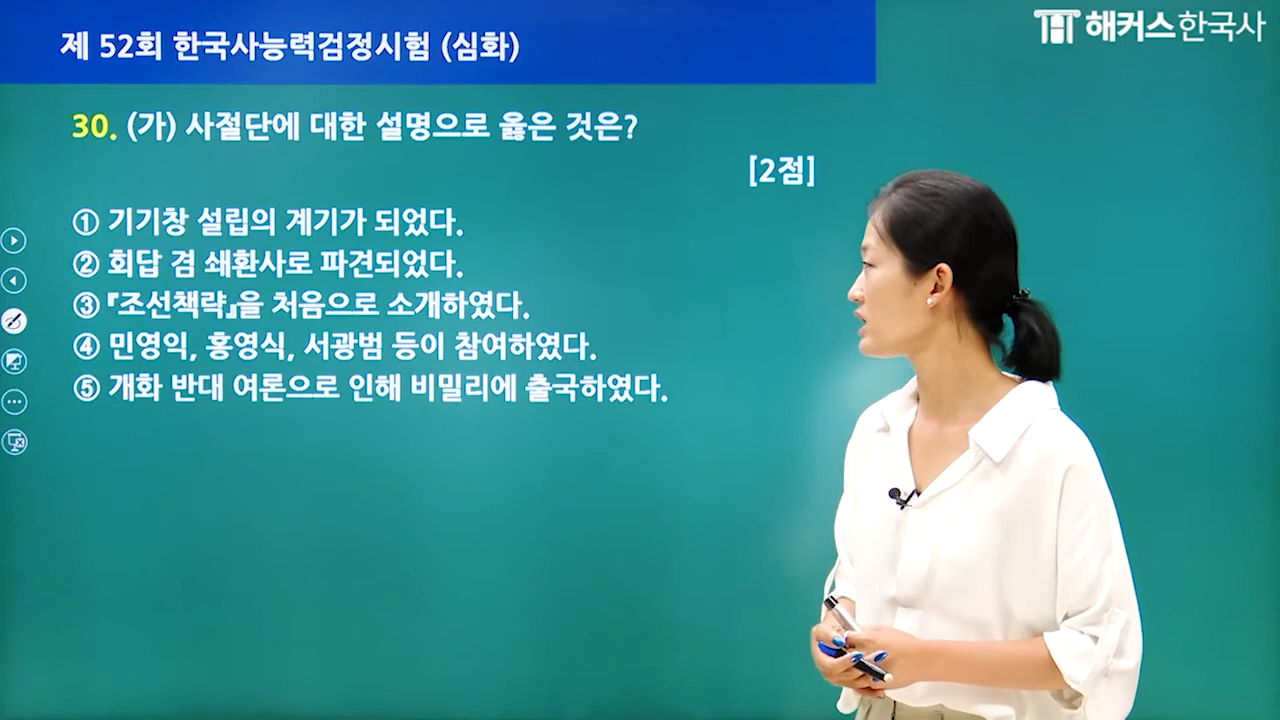 제 52회 한국사능력검정시험 (심화)
해커스한국사
30. (가) 사절단에 대한 설명으로 옳은 것은?
[2점]
① 기기창 설립의 계기가 되었다.
② 회답 겸 쇄환사로 파견되었다.
③ 『조선책략』을 처음으로 소개하였다.
④ 민영익, 홍영식, 서광범 등이 참여하였다.
⑤ 개화 반대 여론으로 인해 비밀리에 출국하였다.